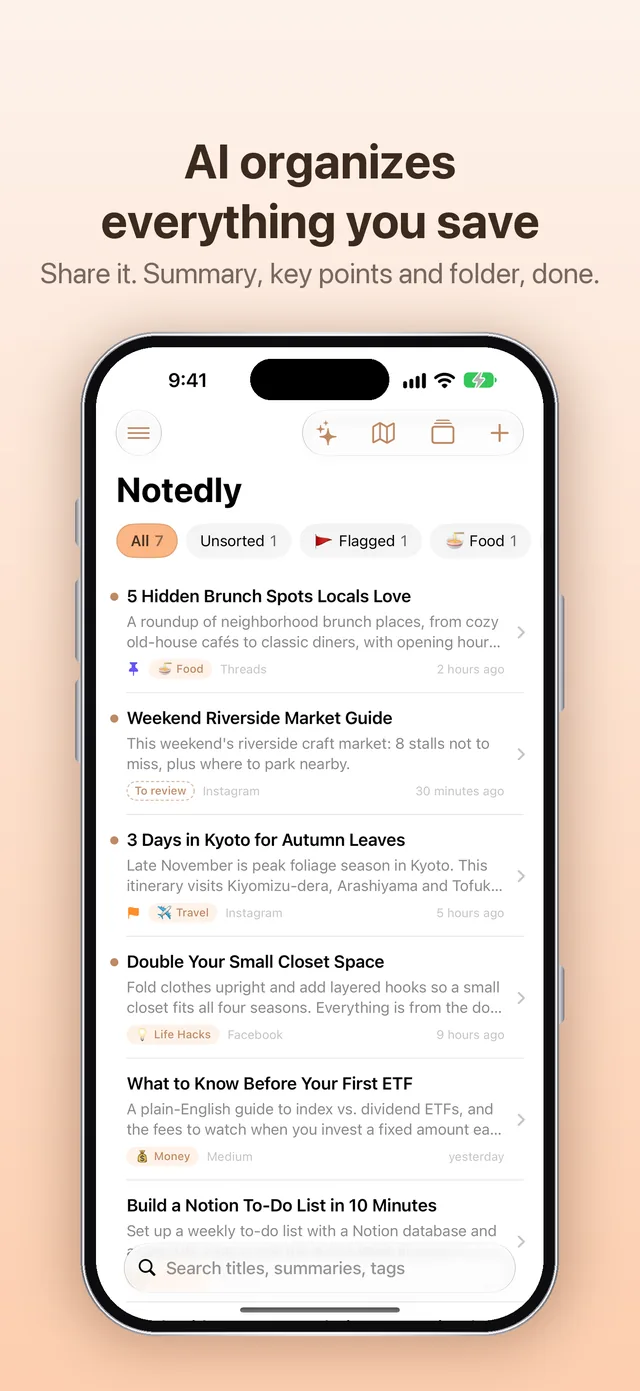 AI organizes
everything you save
Share it. Summary, key points and folder, done.
9:41
Notedly
All 7
Unsorted 1
Flagged 1
Food 1
5 Hidden Brunch Spots Locals Love
A roundup of neighborhood brunch places, from cozy
old-house cafés to classic diners, with opening hour...
Food Threads 2 hours ago
Weekend Riverside Market Guide
This weekend's riverside craft market: 8 stalls not to
miss, plus where to park nearby.
To review Instagram 30 minutes ago
3 Days in Kyoto for Autumn Leaves
Late November is peak foliage season in Kyoto. This
itinerary visits Kiyomizu-dera, Arashiyama and Tofuk...
Travel Instagram 5 hours ago
Double Your Small Closet Space
Fold clothes upright and add layered hooks so a small
closet fits all four seasons. Everything is from the do...
Life Hacks Facebook 9 hours ago
What to Know Before Your First ETF
A plain-English guide to index vs. dividend ETFs, and
the fees to watch when you invest a fixed amount ea...
Money Medium yesterday
Build a Notion To-Do List in 10 Minutes
Set up a weekly to-do list with a Notion database and
Search titles, summaries, tags